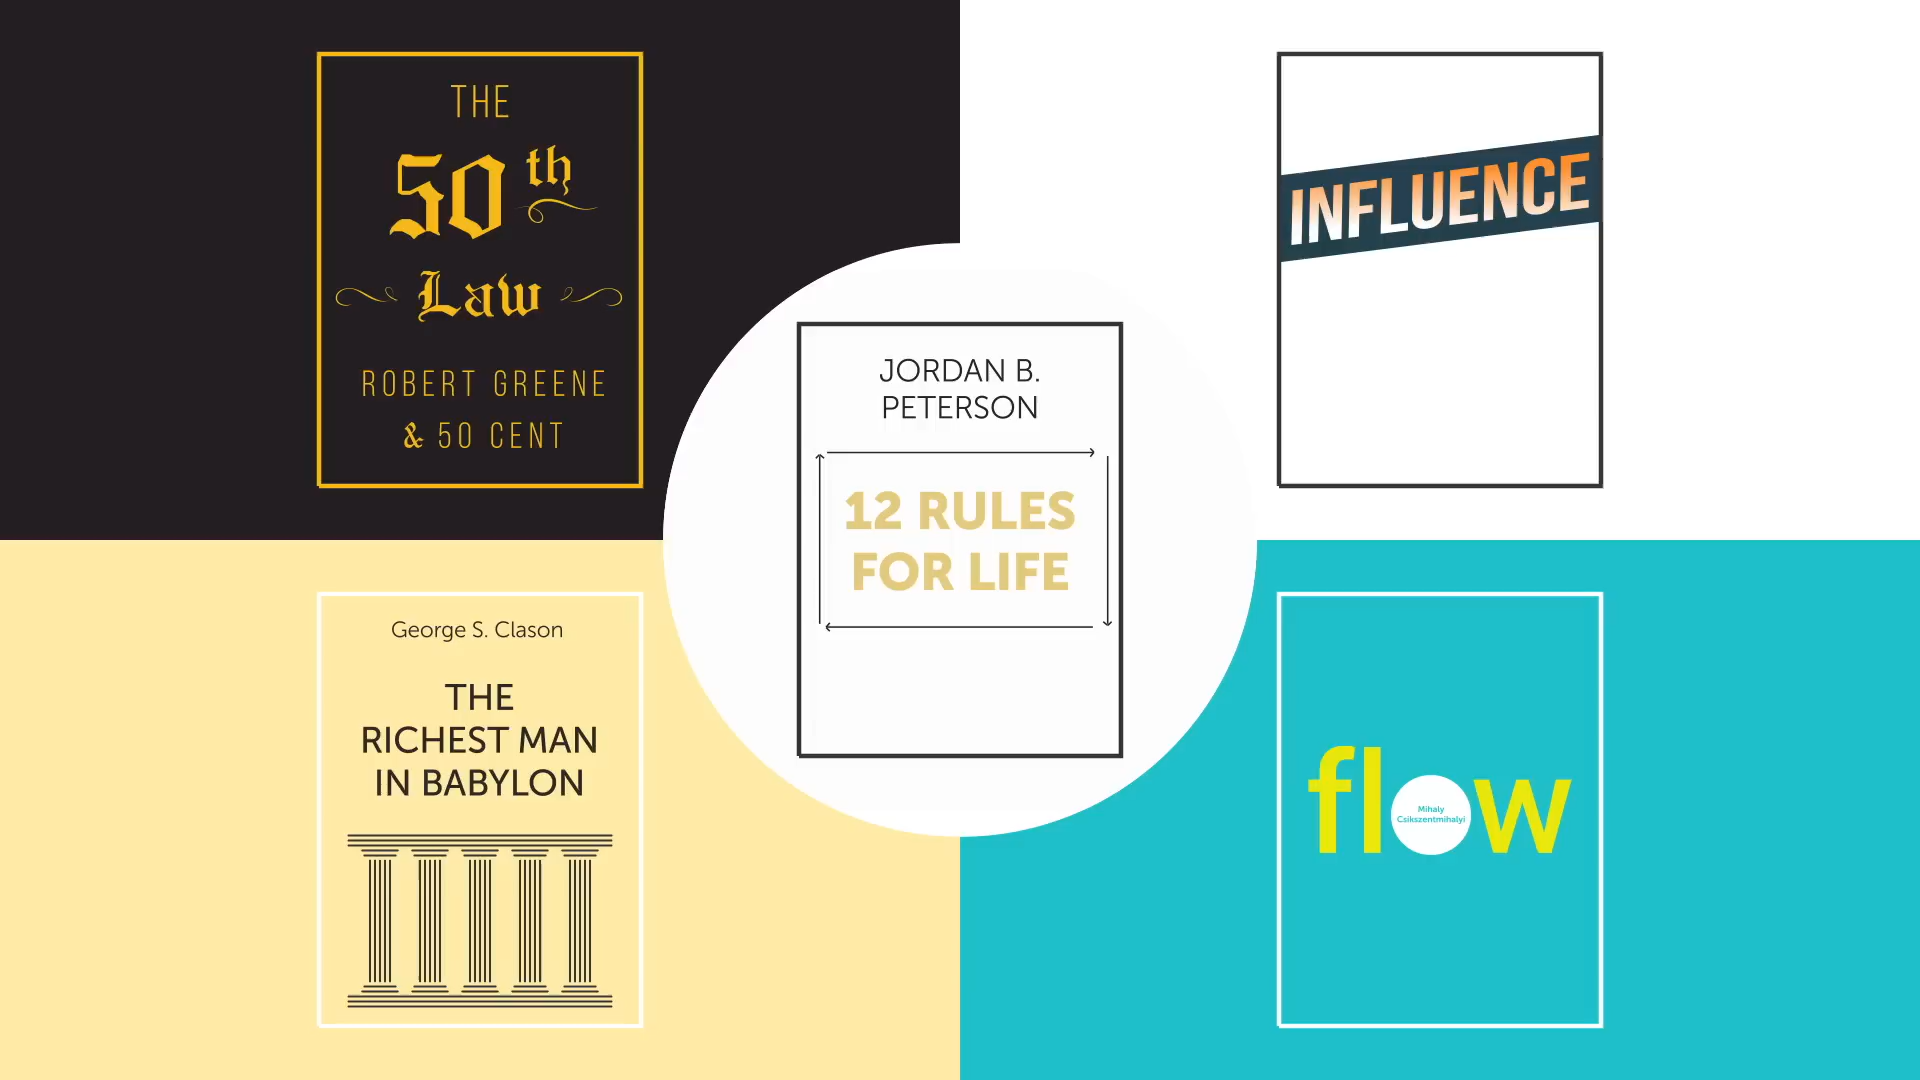 THE
50th
Law
ROBERT GREENE
& 50 CENT
INFLUENCE
JORDAN B.
PETERSON
12 RULES
FOR LIFE
George S. Clason
THE
RICHEST MAN
IN BABYLON
flow
Mihaly
Csikszentmihalyi